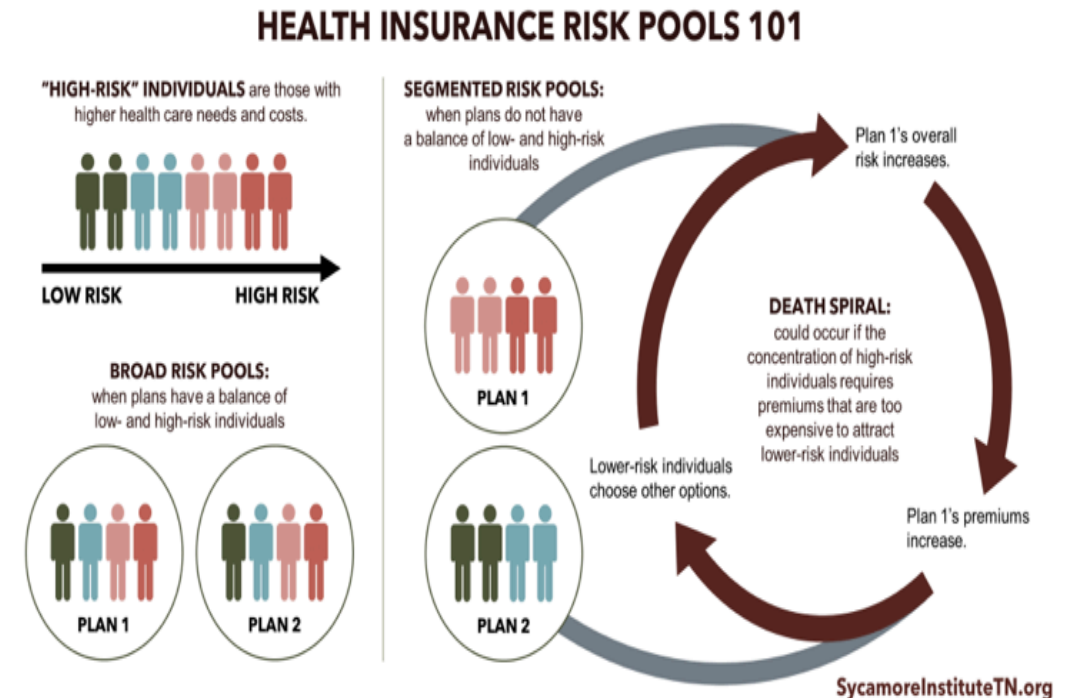 HEALTH INSURANCE RISK POOLS 101
“HIGH-RISK” INDIVIDUALS are those with
higher health care needs and costs.
LOW RISK
HIGH RISK
BROAD RISK POOLS:
when plans have a balance of
low- and high-risk individuals
PLAN 1
PLAN 2
SEGMENTED RISK POOLS:
when plans do not have
a balance of low- and high-risk
individuals
PLAN 1
PLAN 2
Plan 1’s overall
risk increases.
DEATH SPIRAL:
could occur if the
concentration of high-risk
individuals requires
premiums that are too
expensive to attract
lower-risk individuals
Plan 1’s premiums
increase.
Lower-risk individuals
choose other options.
SycamoreInstituteTN.org